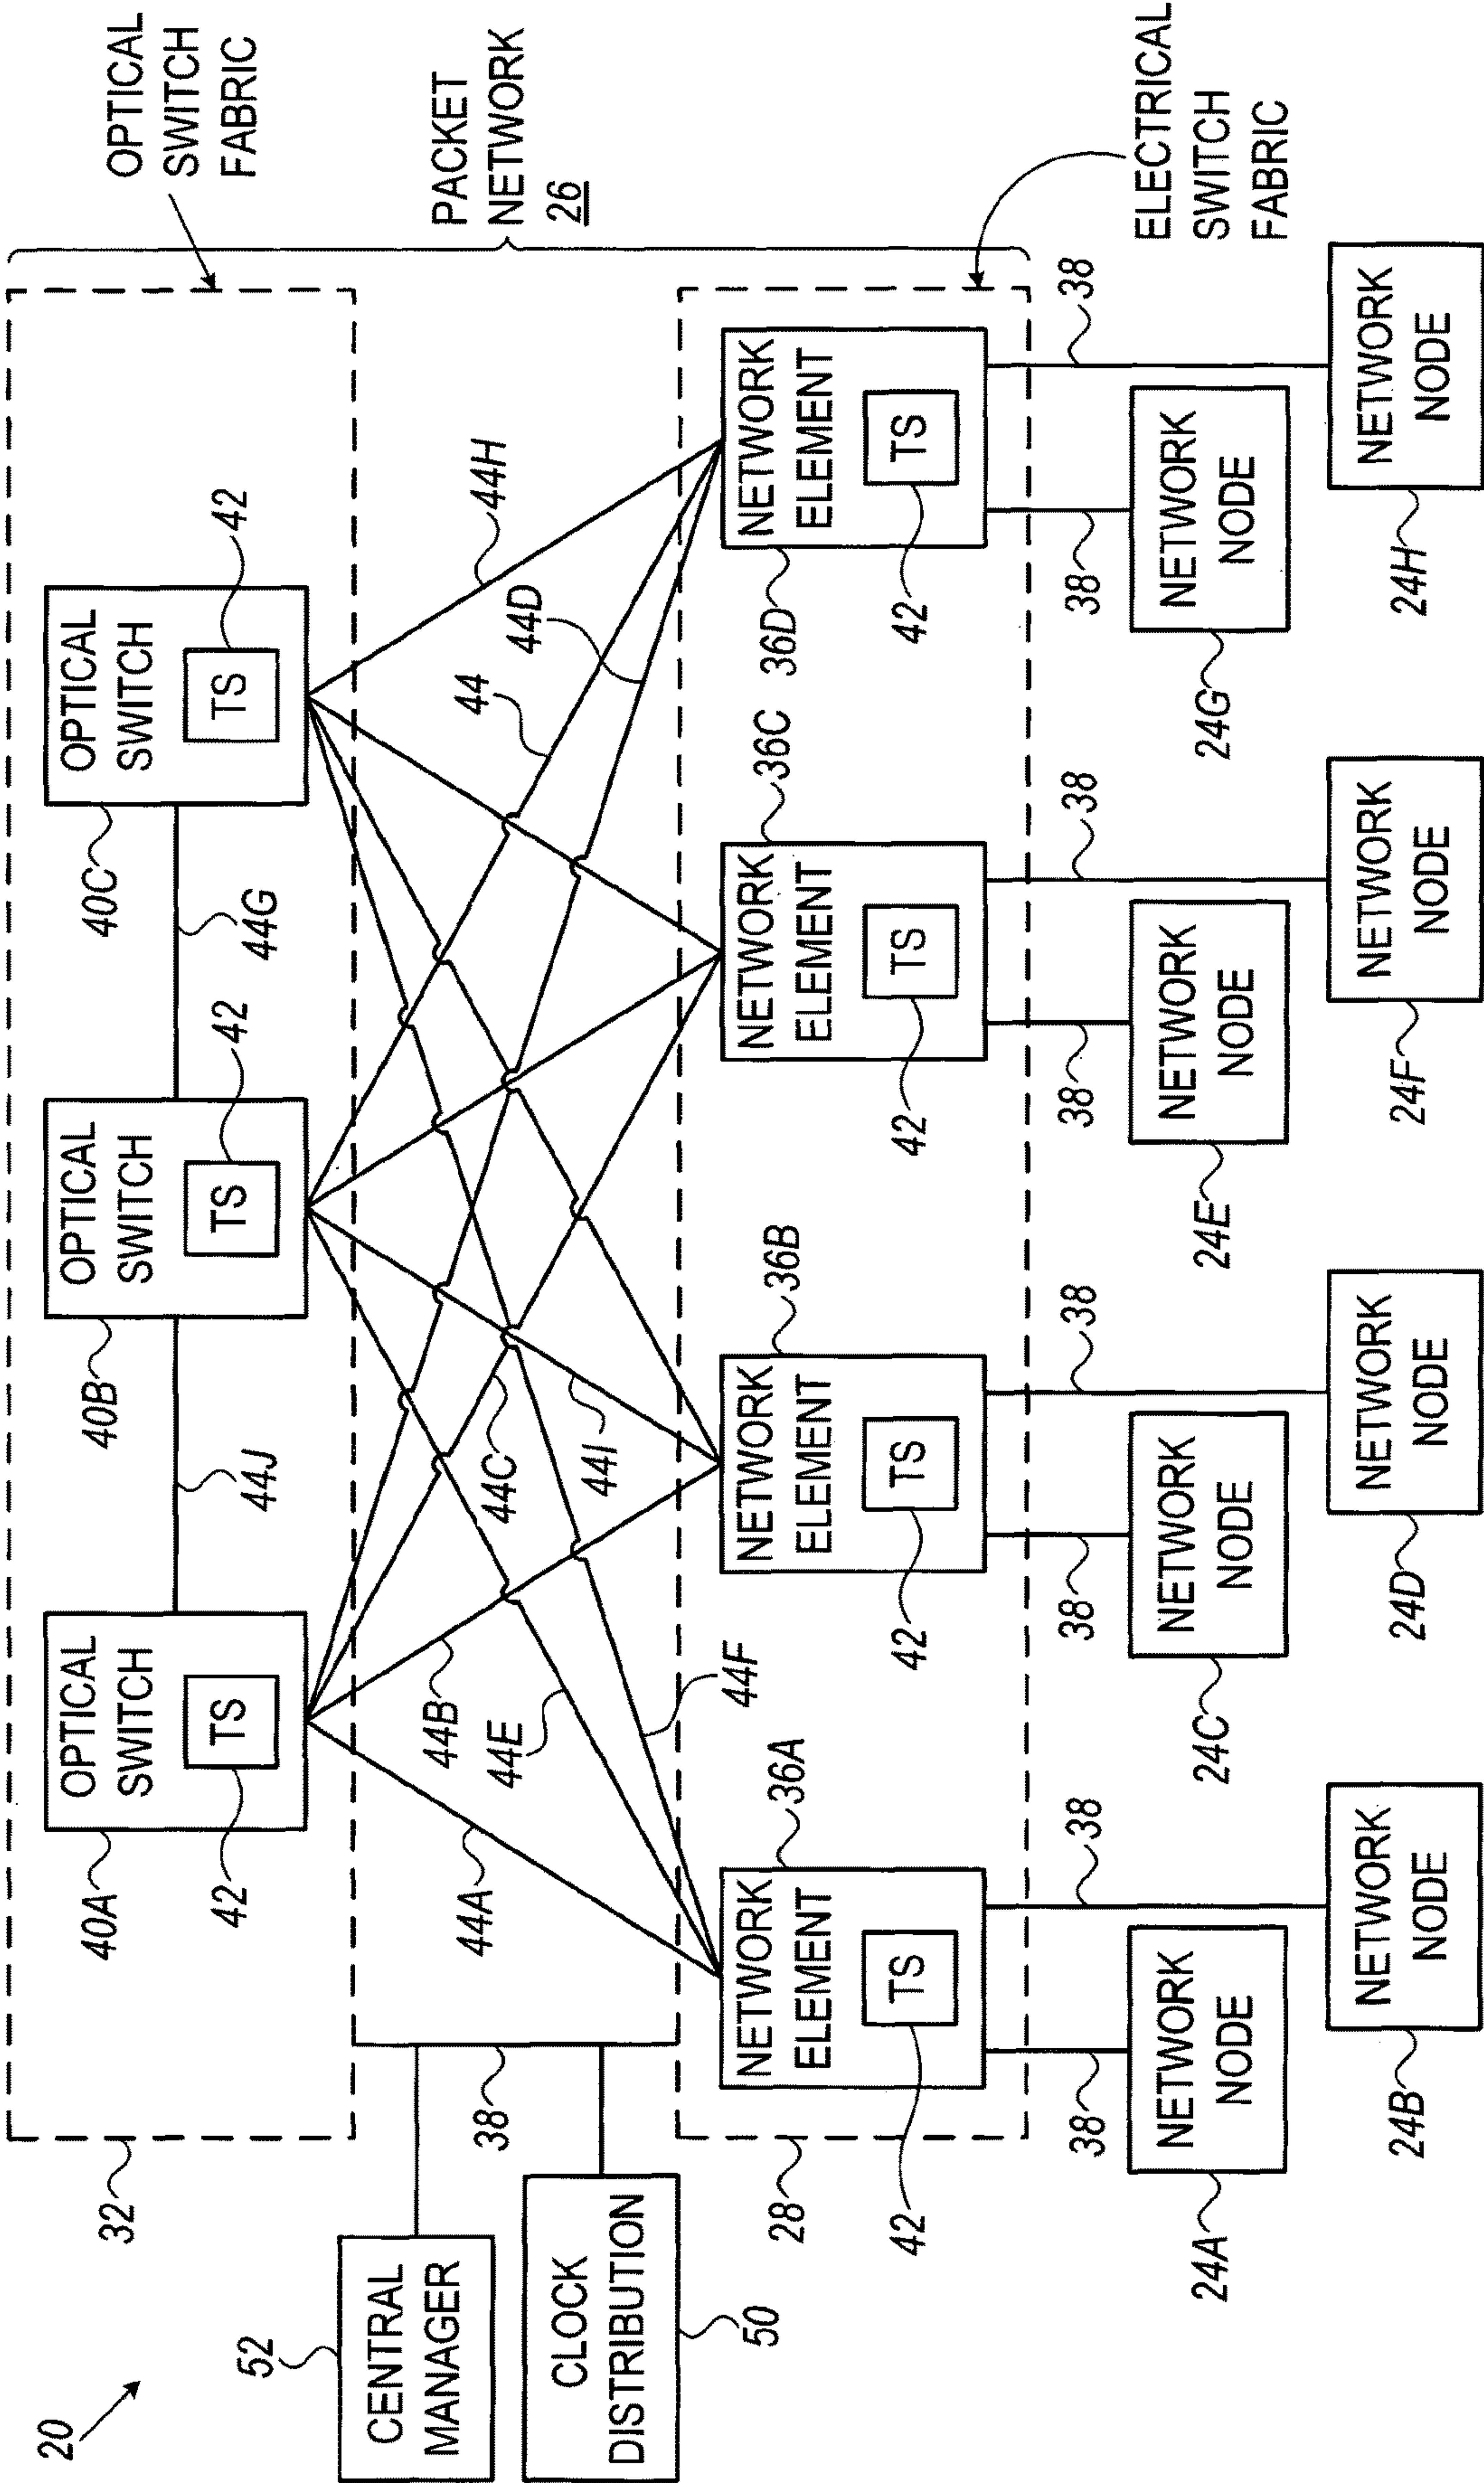 20
52
CENTRAL
MANAGER
CLOCK
DISTRIBUTION
50
38
32
OPTICAL
SWITCH
FABRIC
40A
OPTICAL
SWITCH
TS
42
44J
40B
OPTICAL
SWITCH
TS
42
44G
40C
OPTICAL
SWITCH
TS
42
PACKET
NETWORK
26
44A
44B
44E
44F
44C
44I
44
44D
44H
ELECTRICAL
SWITCH
FABRIC
28
36A
NETWORK
ELEMENT
TS
42
36B
NETWORK
ELEMENT
TS
42
36C
NETWORK
ELEMENT
TS
42
36D
NETWORK
ELEMENT
TS
42
38
38
38
38
38
38
38
38
NETWORK
NODE
24A
NETWORK
NODE
24B
NETWORK
NODE
24C
NETWORK
NODE
24D
NETWORK
NODE
24E
NETWORK
NODE
24F
NETWORK
NODE
24G
NETWORK
NODE
24H